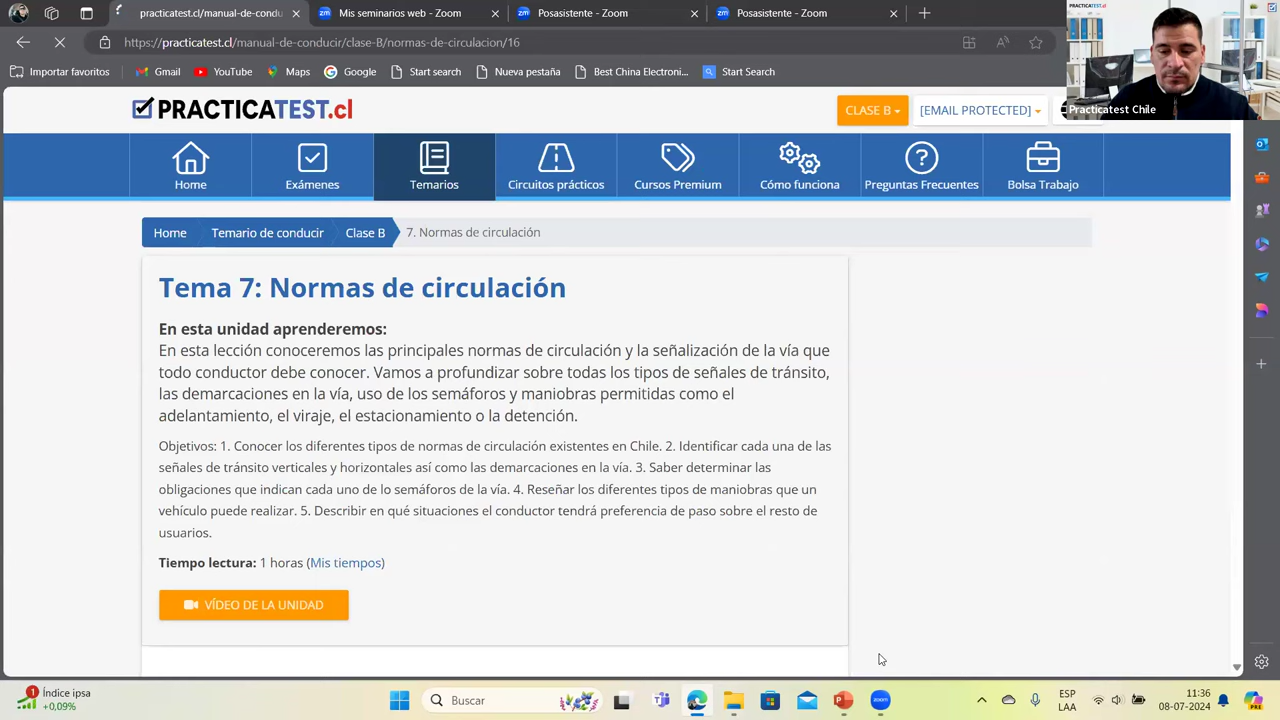 practicatest.cl/manual-de-condu
Mis seminarios web - Zoom
Posasistente - Zoom
Posasistente - Zoom
https://practicatest.cl/manual-de-conducir/clase-B/normas-de-circulacion/16
Importar favoritos
Gmail
YouTube
Maps
Google
Start search
Nueva pestaña
Best China Electroni...
Start Search
PRACTICATEST.cl
Practicatest Chile
PRACTICATEST.cl
CLASE B
[EMAIL PROTECTED]
Home
Exámenes
Temarios
Circuitos prácticos
Cursos Premium
Cómo funciona
Preguntas Frecuentes
Bolsa Trabajo
Home
Temario de conducir
Clase B
7. Normas de circulación
Tema 7: Normas de circulación
En esta unidad aprenderemos:
En esta lección conoceremos las principales normas de circulación y la señalización de la vía que
todo conductor debe conocer. Vamos a profundizar sobre todas los tipos de señales de tránsito,
las demarcaciones en la vía, uso de los semáforos y maniobras permitidas como el
adelantamiento, el viraje, el estacionamiento o la detención.
Objetivos: 1. Conocer los diferentes tipos de normas de circulación existentes en Chile. 2. Identificar cada una de las
señales de tránsito verticales y horizontales así como las demarcaciones en la vía. 3. Saber determinar las
obligaciones que indican cada uno de lo semáforos de la vía. 4. Reseñar los diferentes tipos de maniobras que un
vehículo puede realizar. 5. Describir en qué situaciones el conductor tendrá preferencia de paso sobre el resto de
usuarios.
Tiempo lectura: 1 horas (Mis tiempos)
VÍDEO DE LA UNIDAD
1
Índice ipsa
+0,09%
Buscar
zoom
ESP
LAA
11:36
08-07-2024
PRE